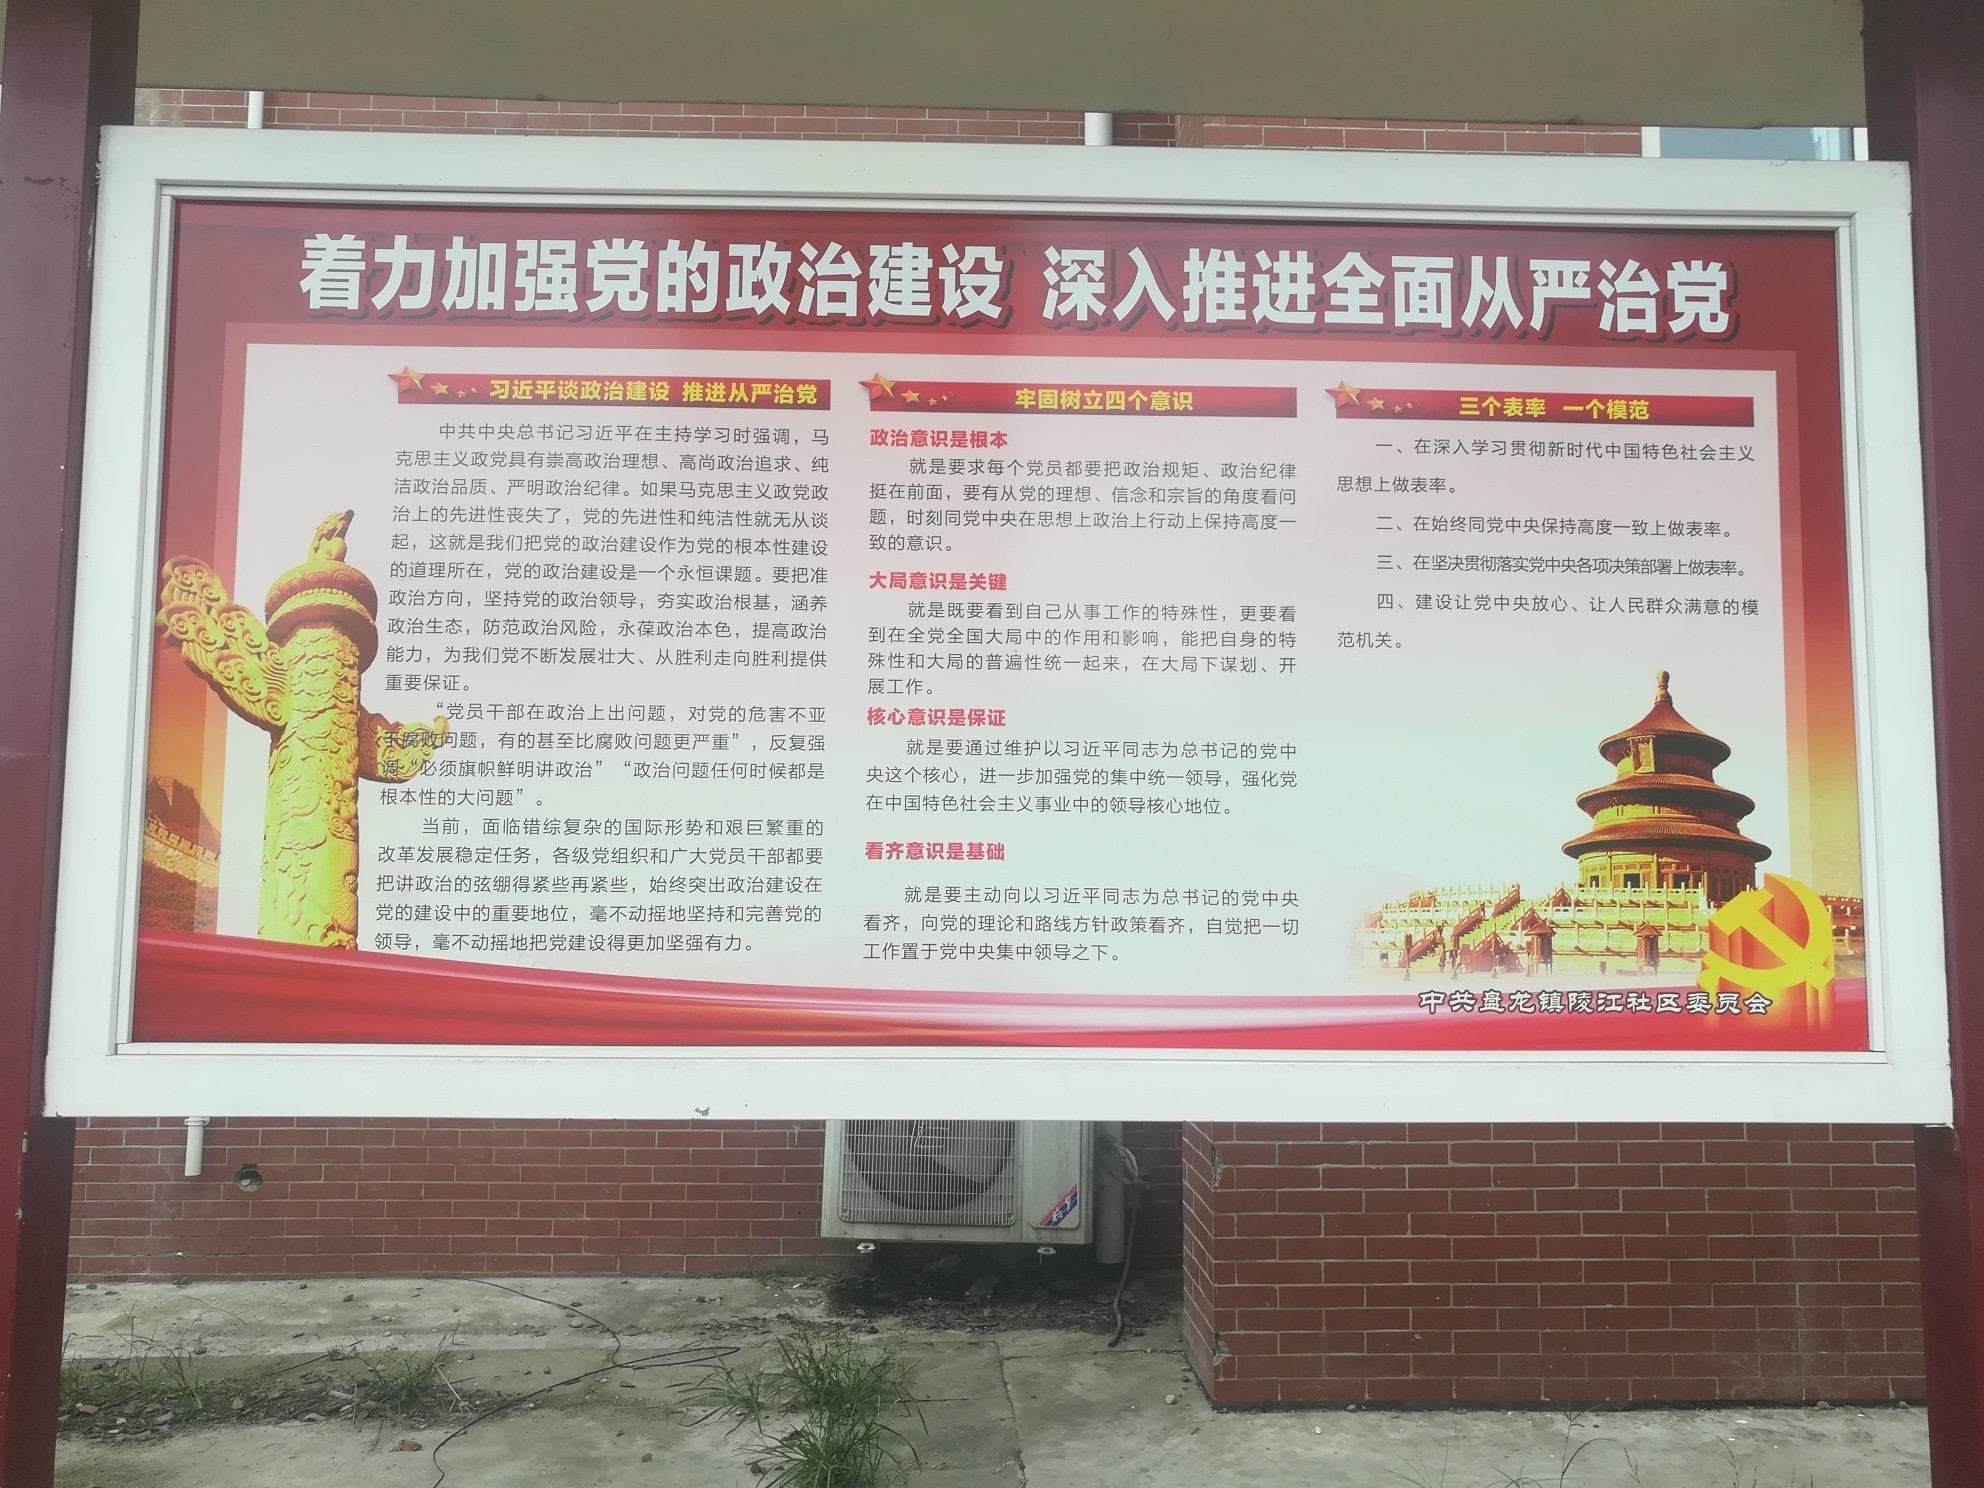 着力加强党的政治建设 深入推进全面从严治党
习近平谈政治建设 推进从严治党
中共中央总书记习近平在主持学习时强调，马
克思主义政党具有崇高政治理想、高尚政治追求、纯
洁政治品质、严明政治纪律。如果马克思主义政党政
治上的先进性丧失了，党的先进性和纯洁性就无从谈
起，这就是我们把党的政治建设作为党的根本性建设
的道理所在，党的政治建设是一个永恒课题。要把准
政治方向，坚持党的政治领导，夯实政治根基，涵养
政治生态，防范政治风险，永葆政治本色，提高政治
能力，为我们党不断发展壮大、从胜利走向胜利提供
重要保证。
“党员干部在政治上出问题，对党的危害不亚
于腐败问题，有的甚至比腐败问题更严重”，反复强
调“必须旗帜鲜明讲政治”“政治问题任何时候都是
根本性的大问题”。
当前，面临错综复杂的国际形势和艰巨繁重的
改革发展稳定任务，各级党组织和广大党员干部都要
把讲政治的弦绷得紧些再紧些，始终突出政治建设在
党的建设中的重要地位，毫不动摇地坚持和完善党的
领导，毫不动摇地把党建设得更加坚强有力。
牢固树立四个意识
政治意识是根本
就是要求每个党员都要把政治规矩、政治纪律
挺在前面，要有从党的理想、信念和宗旨的角度看问
题，时刻同党中央在思想上政治上行动上保持高度一
致的意识。
大局意识是关键
就是既要看到自己从事工作的特殊性，更要看
到在全党全国大局中的作用和影响，能把自身的特
殊性和大局的普遍性统一起来，在大局下谋划、开
展工作。
核心意识是保证
就是要通过维护以习近平同志为总书记的党中
央这个核心，进一步加强党的集中统一领导，强化党
在中国特色社会主义事业中的领导核心地位。
看齐意识是基础
就是要主动向以习近平同志为总书记的党中央
看齐，向党的理论和路线方针政策看齐，自觉把一切
工作置于党中央集中领导之下。
三个表率 一个模范
一、在深入学习贯彻新时代中国特色社会主义
思想上做表率。
二、在始终同党中央保持高度一致上做表率。
三、在坚决贯彻落实党中央各项决策部署上做表率。
四、建设让党中央放心、让人民群众满意的模
范机关。
中共盘龙镇陵江社区委员会